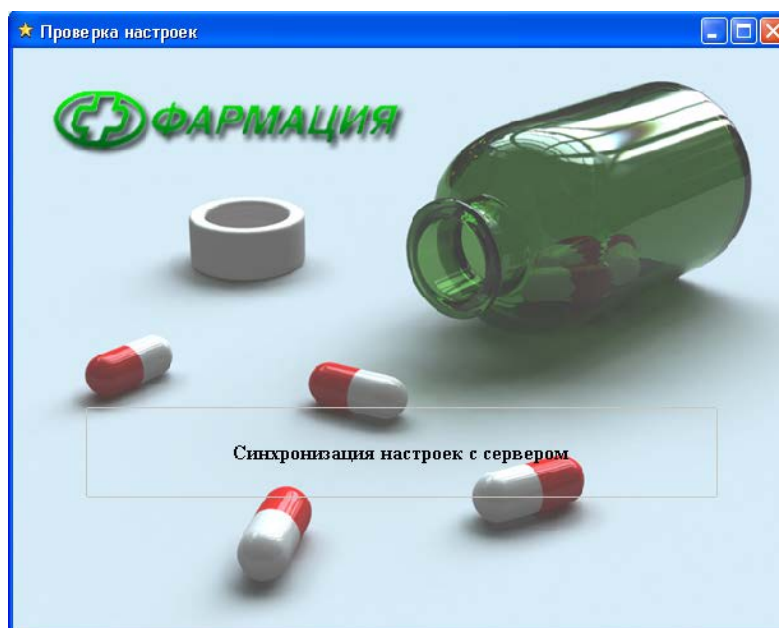 Проверка настроек
ФАРМАЦИЯ
Синхронизация настроек с сервером